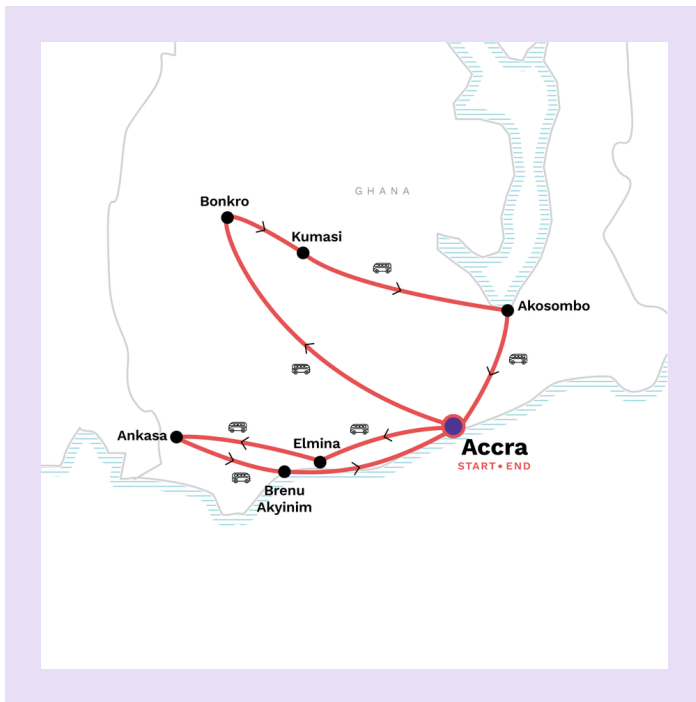 GHANA
Bonkro
Kumasi
Akosombo
Ankasa
Elmina
Accra
START • END
Brenu
Akyinim